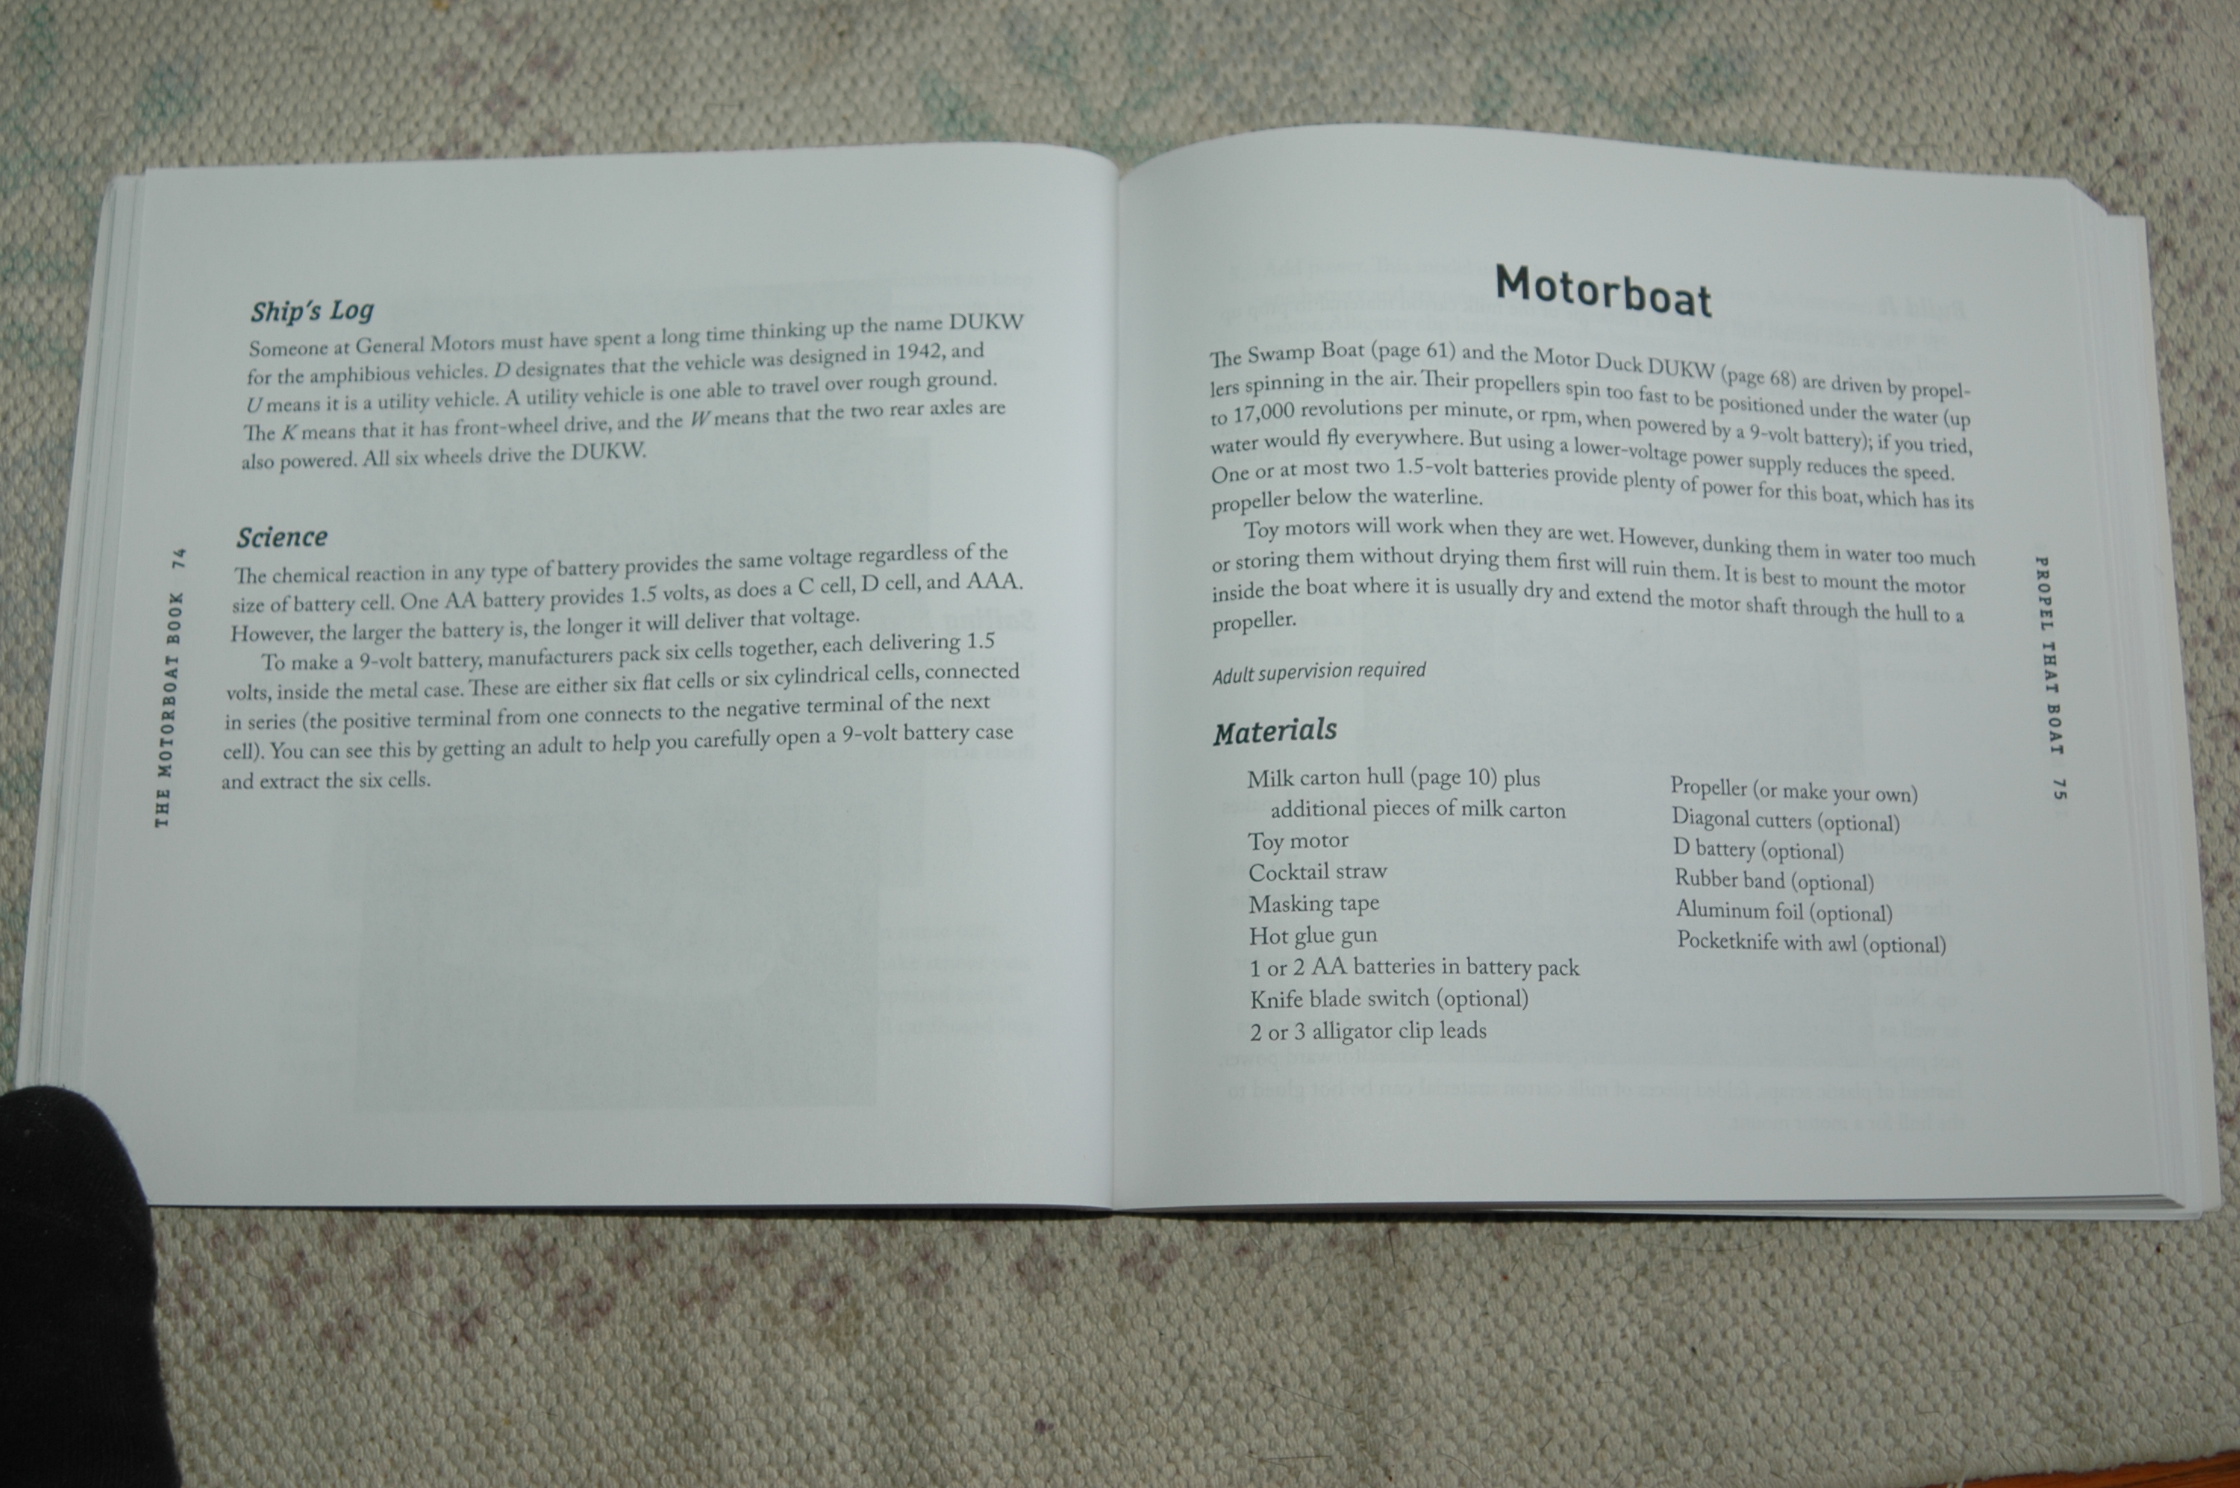 Ship's Log
Someone at General Motors must have spent a long time thinking up the name DUKW
for the amphibious vehicles. D designates that the vehicle was designed in 1942, and
U means it is a utility vehicle. A utility vehicle is one able to travel over rough ground.
The K means that it has front-wheel drive, and the W means that the two rear axles are
also powered. All six wheels drive the DUKW.
Science
The chemical reaction in any type of battery provides the same voltage regardless of the
size of battery cell. One AA battery provides 1.5 volts, as does a C cell, D cell, and AAA.
However, the larger the battery is, the longer it will deliver that voltage.
To make a 9-volt battery, manufacturers pack six cells together, each delivering 1.5
volts, inside the metal case. These are either six flat cells or six cylindrical cells, connected
in series (the positive terminal from one connects to the negative terminal of the next
cell). You can see this by getting an adult to help you carefully open a 9-volt battery case
and extract the six cells.
THE MOTORBOAT BOOK 74
Motorboat
The Swamp Boat (page 61) and the Motor Duck DUKW (page 68) are driven by propel-
lers spinning in the air. Their propellers spin too fast to be positioned under the water (up
to 17,000 revolutions per minute, or rpm, when powered by a 9-volt battery); if you tried,
water would fly everywhere. But using a lower-voltage power supply reduces the speed.
One or at most two 1.5-volt batteries provide plenty of power for this boat, which has its
propeller below the waterline.
Toy motors will work when they are wet. However, dunking them in water too much
or storing them without drying them first will ruin them. It is best to mount the motor
inside the boat where it is usually dry and extend the motor shaft through the hull to a
propeller.
Adult supervision required
Materials
Milk carton hull (page 10) plus
additional pieces of milk carton
Toy motor
Cocktail straw
Masking tape
Hot glue gun
1 or 2 AA batteries in battery pack
Knife blade switch (optional)
2 or 3 alligator clip leads
Propeller (or make your own)
Diagonal cutters (optional)
D battery (optional)
Rubber band (optional)
Aluminum foil (optional)
Pocketknife with awl (optional)
PROPEL THAT BOAT 75